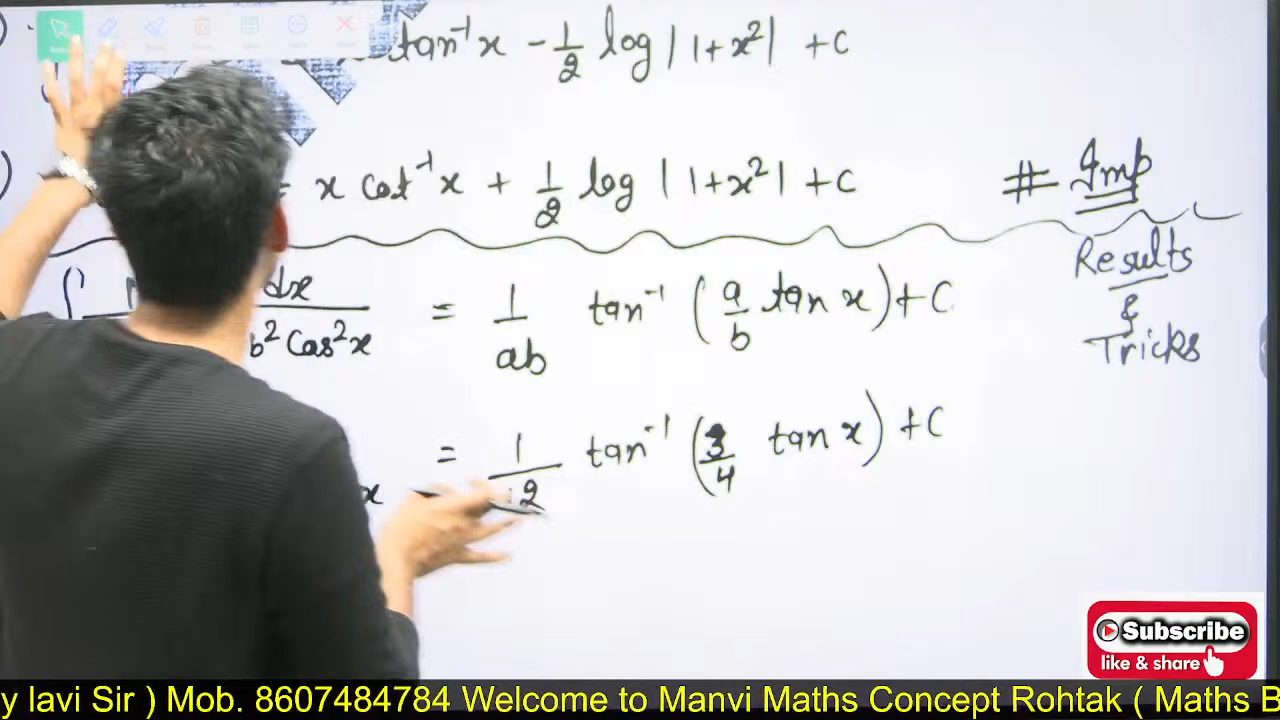 tan⁻¹x - 1/2 log|1+x²| + c
= x cot⁻¹x + 1/2 log|1+x²| + c
# Imp
Results
&
Tricks
∫ dx / b² Cos²x = 1/ab tan⁻¹ (a/b tan x) + c
x = 1/12 tan⁻¹ (3/4 tan x) + c
Subscribe
like & share
y lavi Sir ) Mob. 8607484784 Welcome to Manvi Maths Concept Rohtak ( Maths B